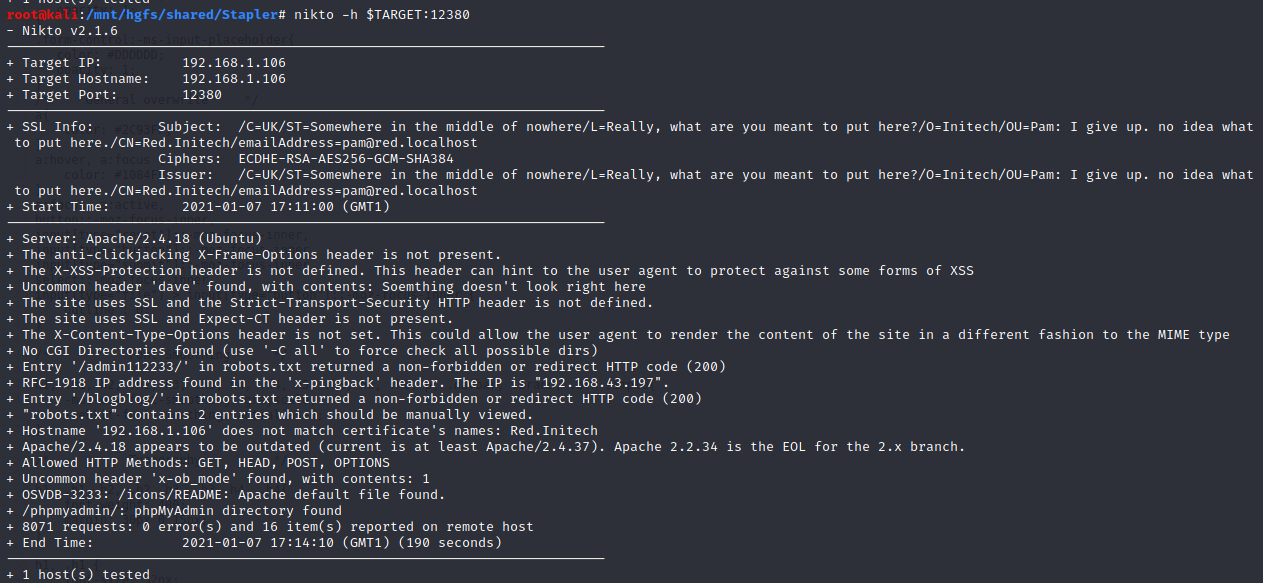 + 1 host(s) tested
root@kali:/mnt/hgfs/shared/Stapler# nikto -h $TARGET:12380
- Nikto v2.1.6
+ Target IP:          192.168.1.106
+ Target Hostname:    192.168.1.106
+ Target Port:        12380
+ SSL Info:        Subject:  /C=UK/ST=Somewhere in the middle of nowhere/L=Really, what are you meant to put here?/O=Initech/OU=Pam: I give up. no idea what
 to put here./CN=Red.Initech/emailAddress=pam@red.localhost
                   Ciphers:  ECDHE-RSA-AES256-GCM-SHA384
                   Issuer:   /C=UK/ST=Somewhere in the middle of nowhere/L=Really, what are you meant to put here?/O=Initech/OU=Pam: I give up. no idea what
 to put here./CN=Red.Initech/emailAddress=pam@red.localhost
+ Start Time:         2021-01-07 17:11:00 (GMT1)
+ Server: Apache/2.4.18 (Ubuntu)
+ The anti-clickjacking X-Frame-Options header is not present.
+ The X-XSS-Protection header is not defined. This header can hint to the user agent to protect against some forms of XSS
+ Uncommon header 'dave' found, with contents: Soemthing doesn't look right here
+ The site uses SSL and the Strict-Transport-Security HTTP header is not defined.
+ The site uses SSL and Expect-CT header is not present.
+ The X-Content-Type-Options header is not set. This could allow the user agent to render the content of the site in a different fashion to the MIME type
+ No CGI Directories found (use '-C all' to force check all possible dirs)
+ Entry '/admin112233/' in robots.txt returned a non-forbidden or redirect HTTP code (200)
+ RFC-1918 IP address found in the 'x-pingback' header. The IP is "192.168.43.197".
+ Entry '/blogblog/' in robots.txt returned a non-forbidden or redirect HTTP code (200)
+ "robots.txt" contains 2 entries which should be manually viewed.
+ Hostname '192.168.1.106' does not match certificate's names: Red.Initech
+ Apache/2.4.18 appears to be outdated (current is at least Apache/2.4.37). Apache 2.2.34 is the EOL for the 2.x branch.
+ Allowed HTTP Methods: GET, HEAD, POST, OPTIONS
+ Uncommon header 'x-ob_mode' found, with contents: 1
+ OSVDB-3233: /icons/README: Apache default file found.
+ /phpmyadmin/: phpMyAdmin directory found
+ 8071 requests: 0 error(s) and 16 item(s) reported on remote host
+ End Time:           2021-01-07 17:14:10 (GMT1) (190 seconds)
+ 1 host(s) tested